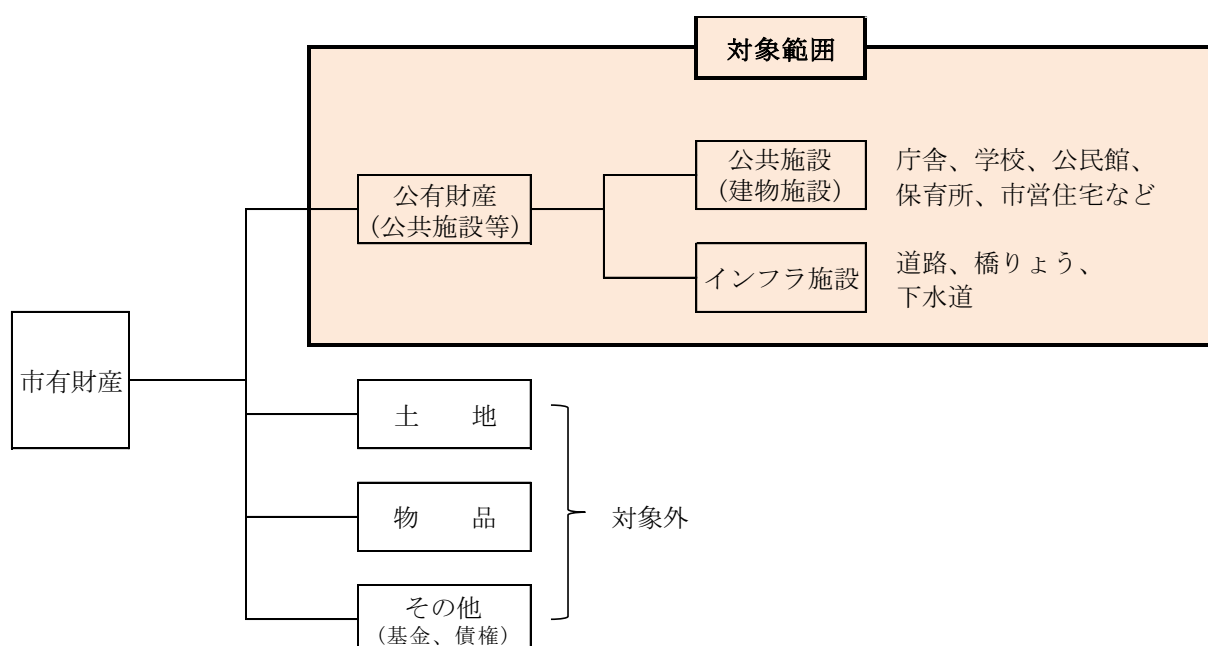 対象範囲
公共施設
(建物施設)
庁舎、学校、公民館、
保育所、市営住宅など
公有財産
(公共施設等)
インフラ施設
道路、橋りょう、
下水道
市有財産
土　　地
物　　品
対象外
その他
(基金、債権)